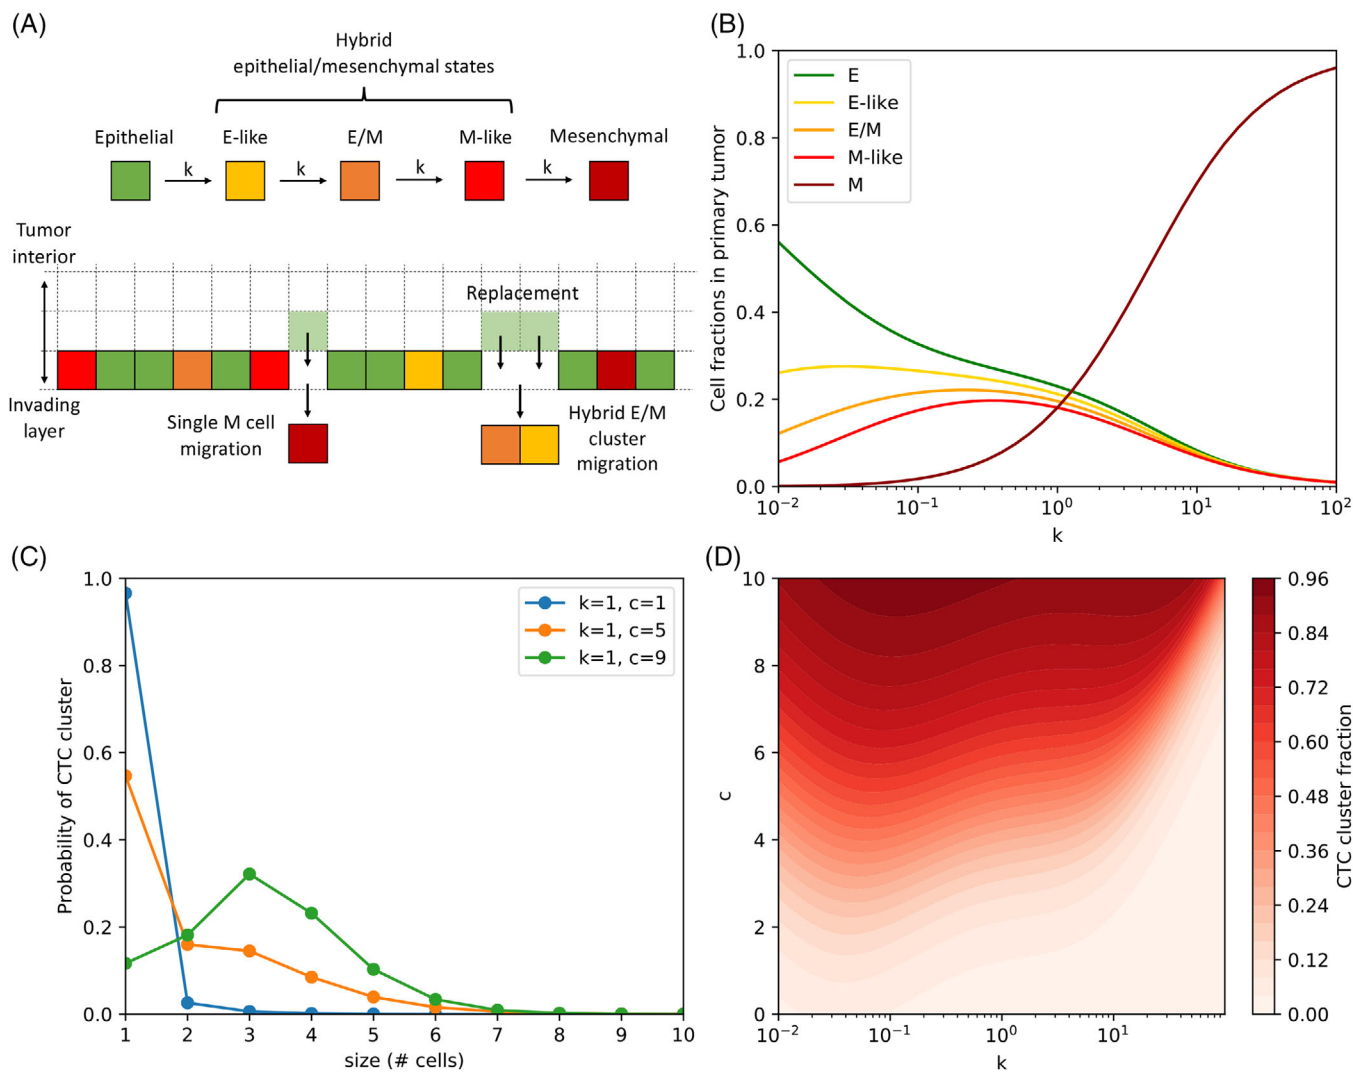 (A)
Hybrid
epithelial/mesenchymal states
Epithelial
E-like
E/M
M-like
Mesenchymal
k
k
k
k
Tumor
interior
Replacement
Invading
layer
Single M cell
migration
Hybrid E/M
cluster
migration
(B)
Cell fractions in primary tumor
1.0
0.8
0.6
0.4
0.2
0.0
E
E-like
E/M
M-like
M
10⁻²
10⁻¹
10⁰
10¹
10²
k
(C)
Probability of CTC cluster
1.0
0.8
0.6
0.4
0.2
0.0
k=1, c=1
k=1, c=5
k=1, c=9
1 2 3 4 5 6 7 8 9 10
size (# cells)
(D)
c
10
8
6
4
2
0
10⁻²
10⁻¹
10⁰
10¹
k
0.96
0.84
0.72
0.60
0.48
0.36
0.24
0.12
0.00
CTC cluster fraction